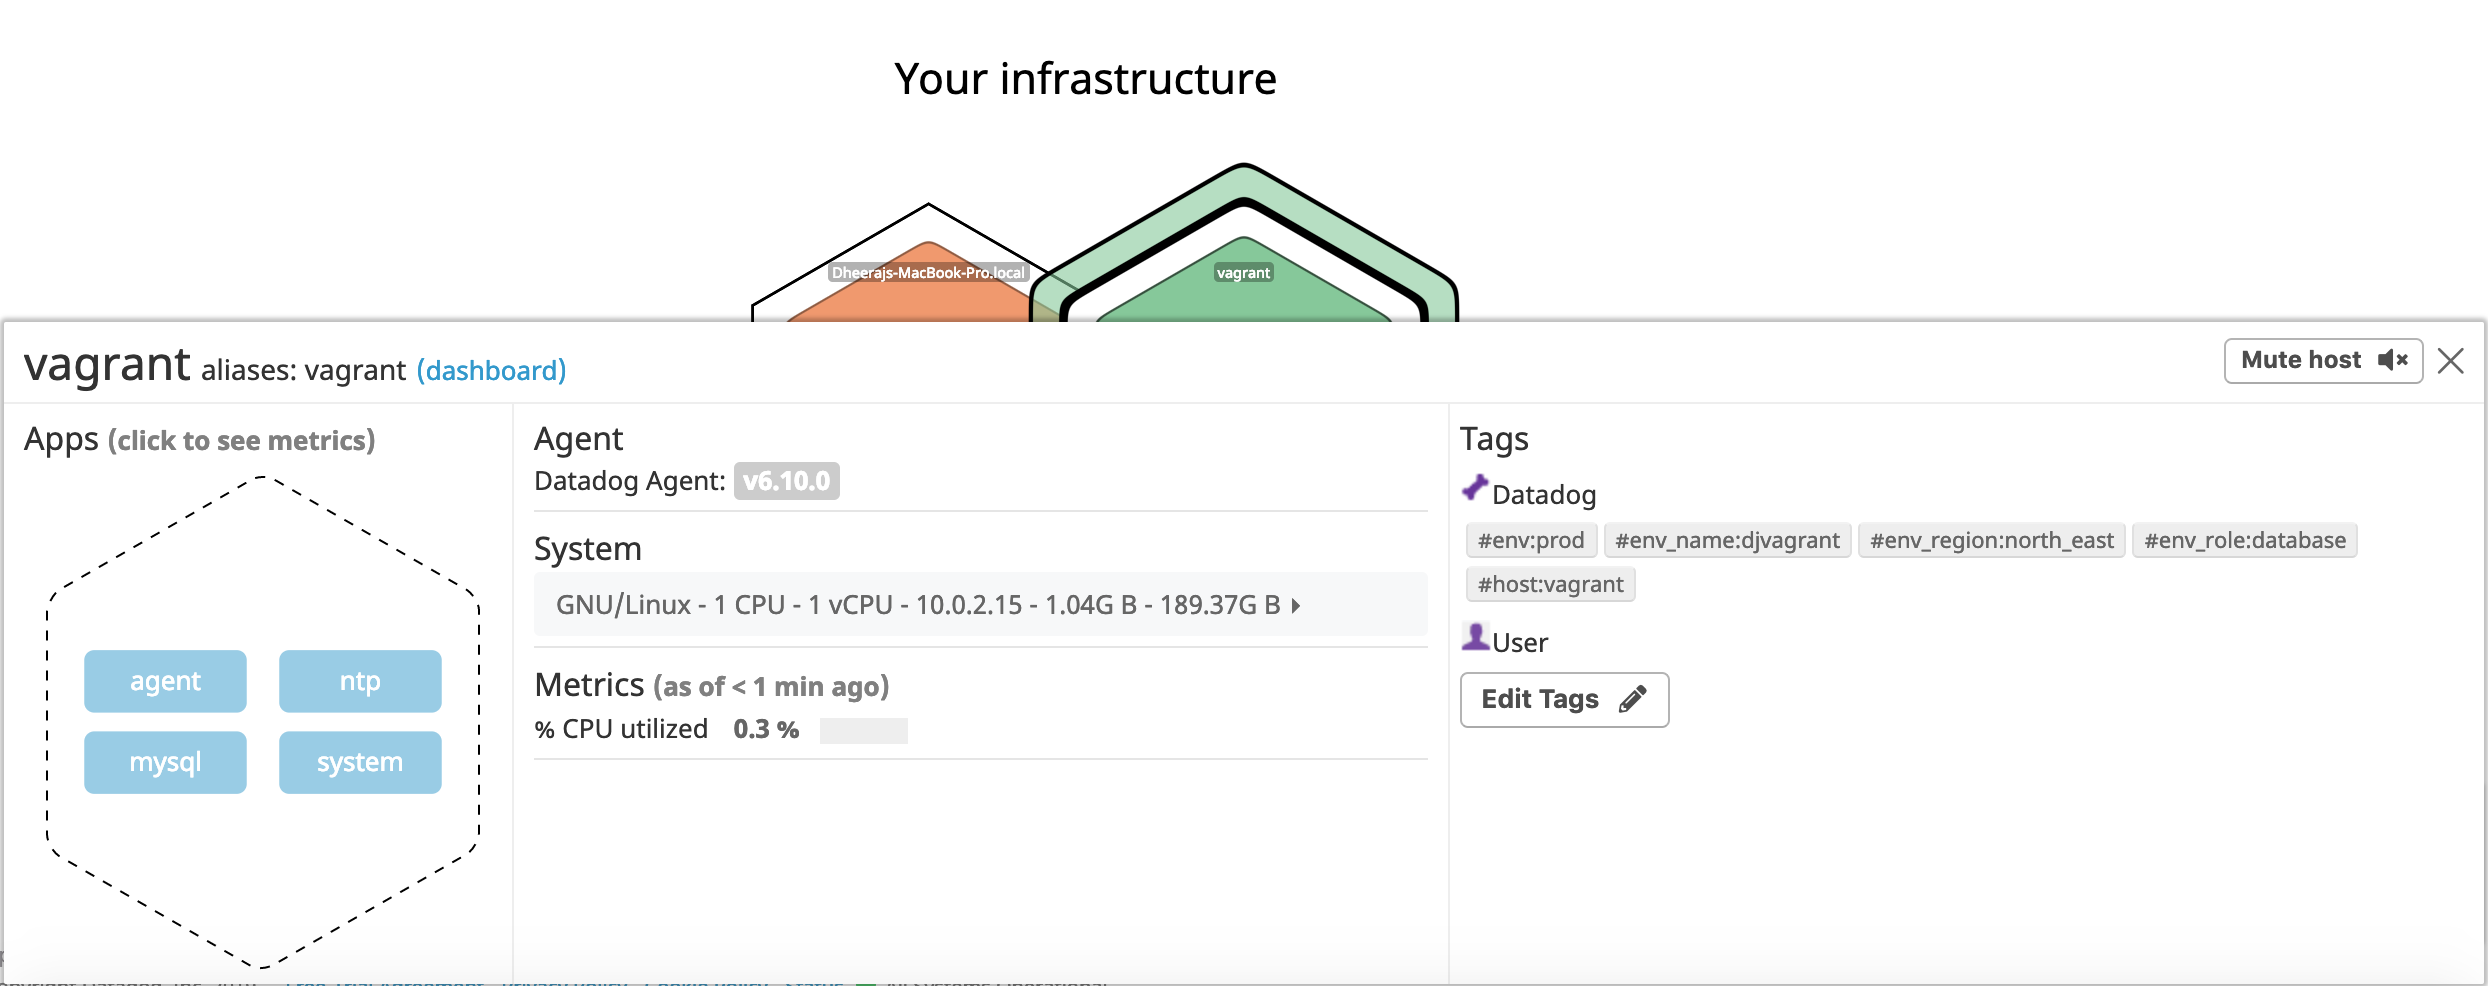 Your infrastructure
Dheerajs-MacBook-Pro.local
vagrant
vagrant aliases: vagrant (dashboard)
Mute host
Apps (click to see metrics)
agent ntp
mysql system
Agent
Datadog Agent: v6.10.0
System
GNU/Linux - 1 CPU - 1 vCPU - 10.0.2.15 - 1.04G B - 189.37G B
Metrics (as of < 1 min ago)
% CPU utilized 0.3 %
Tags
Datadog
#env:prod #env_name:djvagrant #env_region:north_east #env_role:database
#host:vagrant
User
Edit Tags